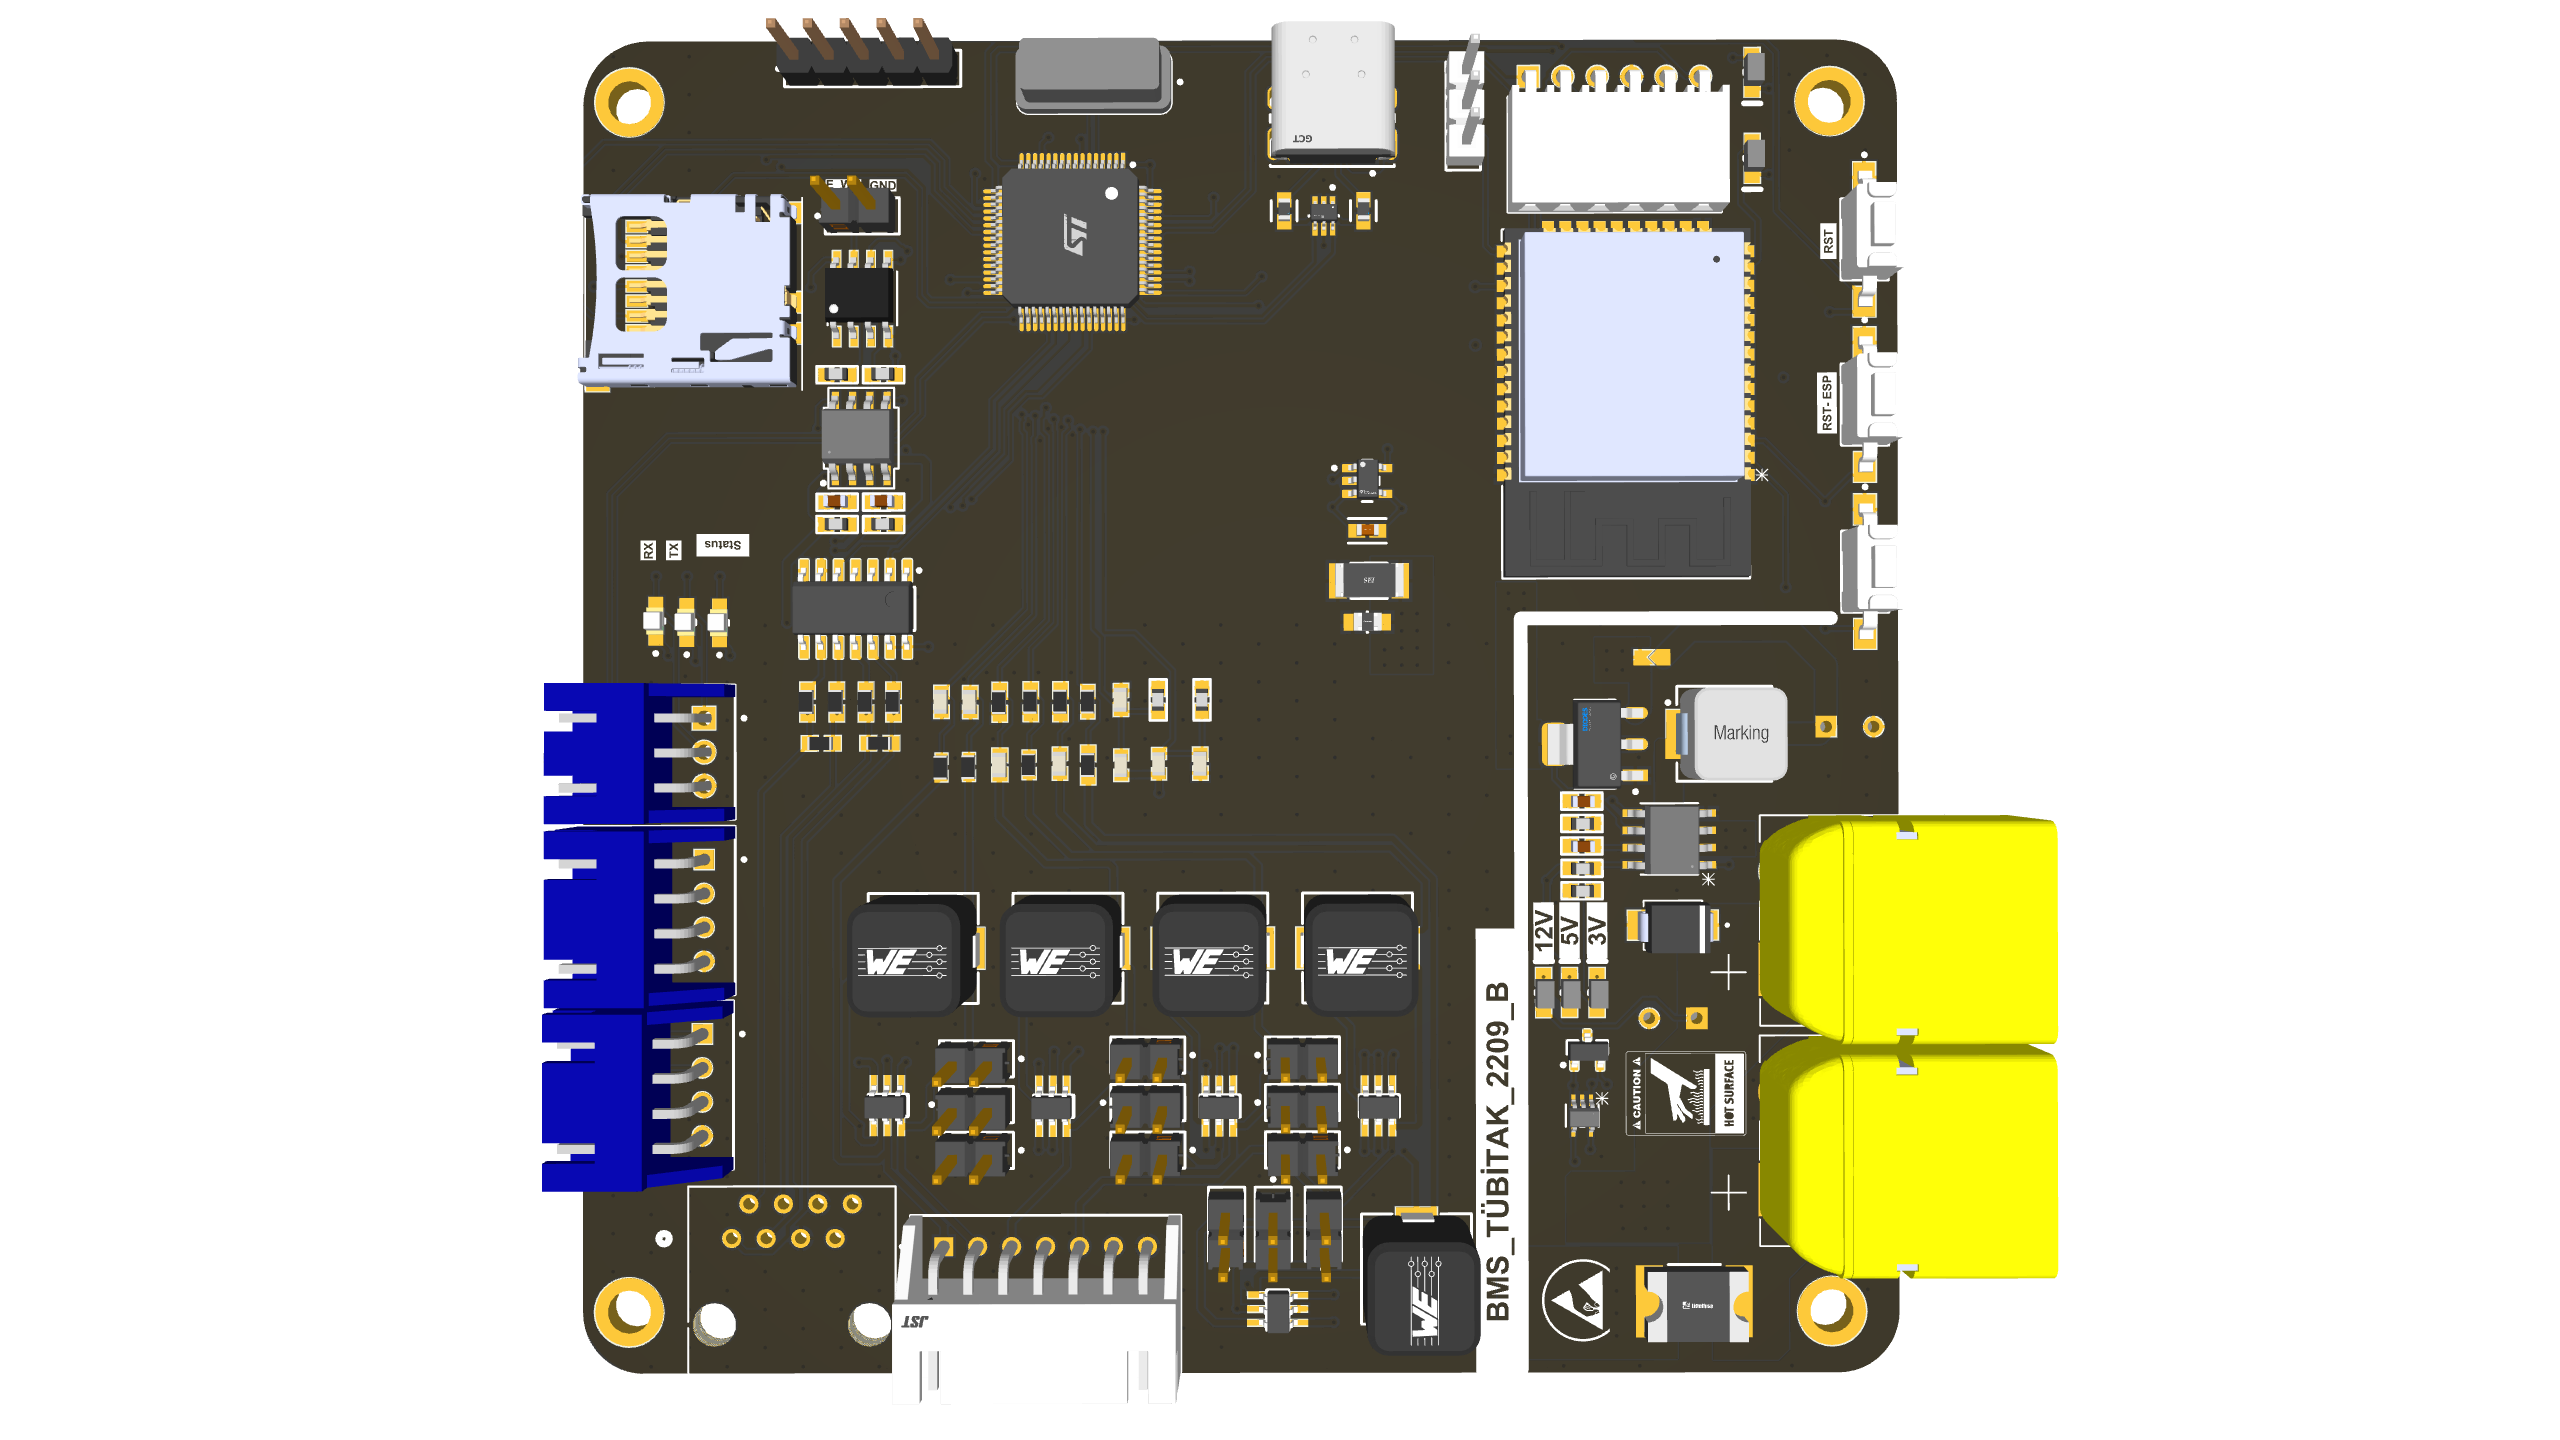 GCT
GND
RST
RST- ESP
RX
TX
Status
Marking
12V
5V
3V
WE
WE
WE
WE
BMS_TÜBİTAK_2209_B
CAUTION
HOT SURFACE
JST
WE